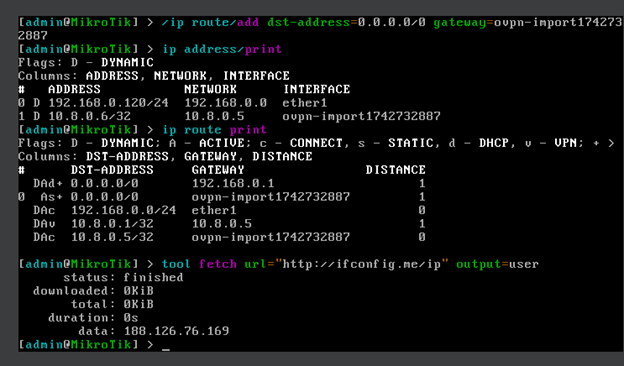 [admin@MikroTik] > /ip route/add dst-address=0.0.0.0/0 gateway=ovpn-import174273
2887
[admin@MikroTik] > ip address/print
Flags: D - DYNAMIC
Columns: ADDRESS, NETWORK, INTERFACE
#   ADDRESS           NETWORK      INTERFACE
0 D 192.168.0.120/24  192.168.0.0  ether1
1 D 10.8.0.6/32       10.8.0.5     ovpn-import1742732887
[admin@MikroTik] > ip route print
Flags: D - DYNAMIC; A - ACTIVE; c - CONNECT, s - STATIC, d - DHCP, v - VPN; + >
Columns: DST-ADDRESS, GATEWAY, DISTANCE
#      DST-ADDRESS     GATEWAY                DISTANCE
  DAd+ 0.0.0.0/0       192.168.0.1                   1
0  As+ 0.0.0.0/0       ovpn-import1742732887         1
  DAc  192.168.0.0/24  ether1                        0
  DAv  10.8.0.1/32     10.8.0.5                      1
  DAc  10.8.0.5/32     ovpn-import1742732887         0
[admin@MikroTik] > tool fetch url="http://ifconfig.me/ip" output=user
status: finished
downloaded: 0KiB
total: 0KiB
duration: 0s
data: 188.126.76.169
[admin@MikroTik] > _